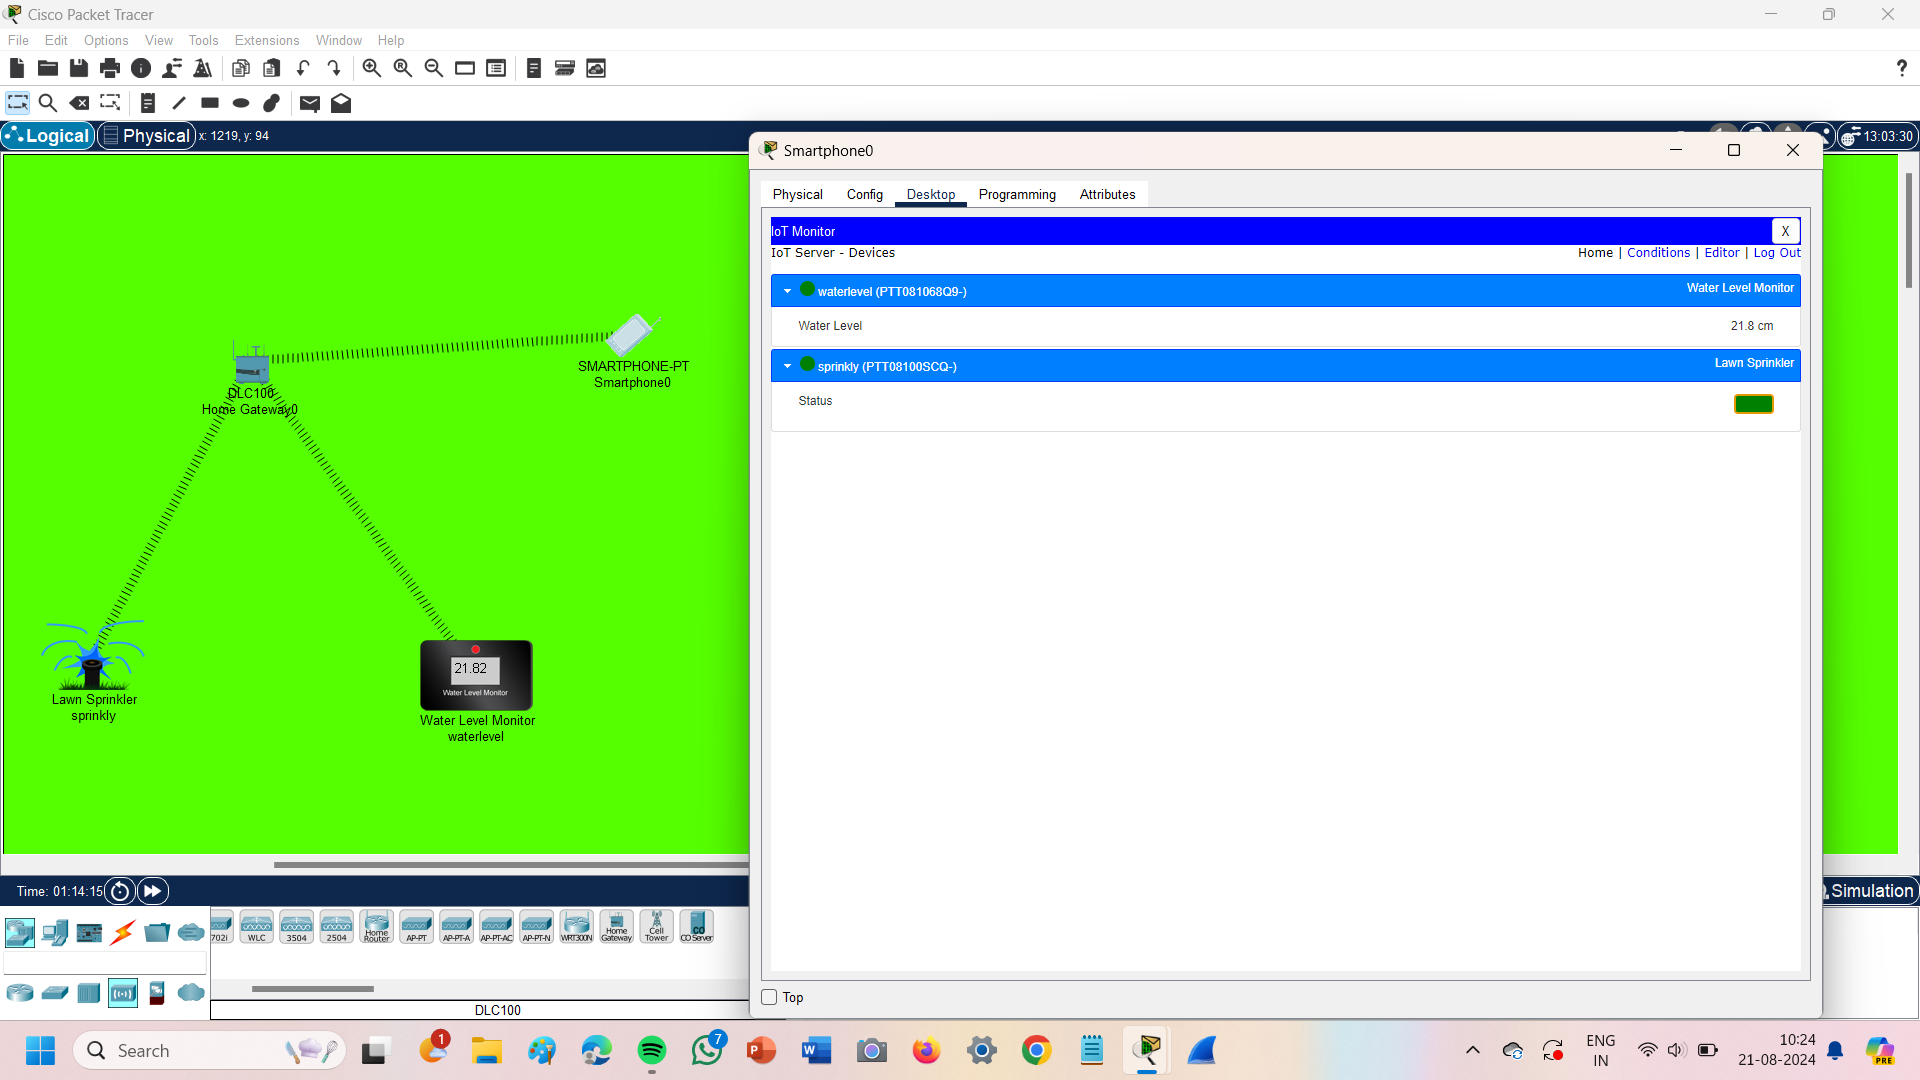 Cisco Packet Tracer
File Edit Options View Tools Extensions Window Help
?
Logical Physical x: 1219, y: 94
13:03:30
SMARTPHONE-PT
Smartphone0
DLC100
Home Gateway0
Lawn Sprinkler
sprinkly
21.82
Water Level Monitor
Water Level Monitor
waterlevel
Smartphone0
Physical Config Desktop Programming Attributes
IoT Monitor X
IoT Server - Devices Home | Conditions | Editor | Log Out
waterlevel (PTT081068Q9-) Water Level Monitor
Water Level 21.8 cm
sprinkly (PTT08100SCQ-) Lawn Sprinkler
Status
Top
Time: 01:14:15
Simulation
702i WLC 3504 2504 Home Router AP-PT AP-PT-A AP-PT-AC AP-PT-N WRT300N Home Gateway Cell Tower CO Server
DLC100
Search
1
7
ENG
IN
10:24
21-08-2024
PRE